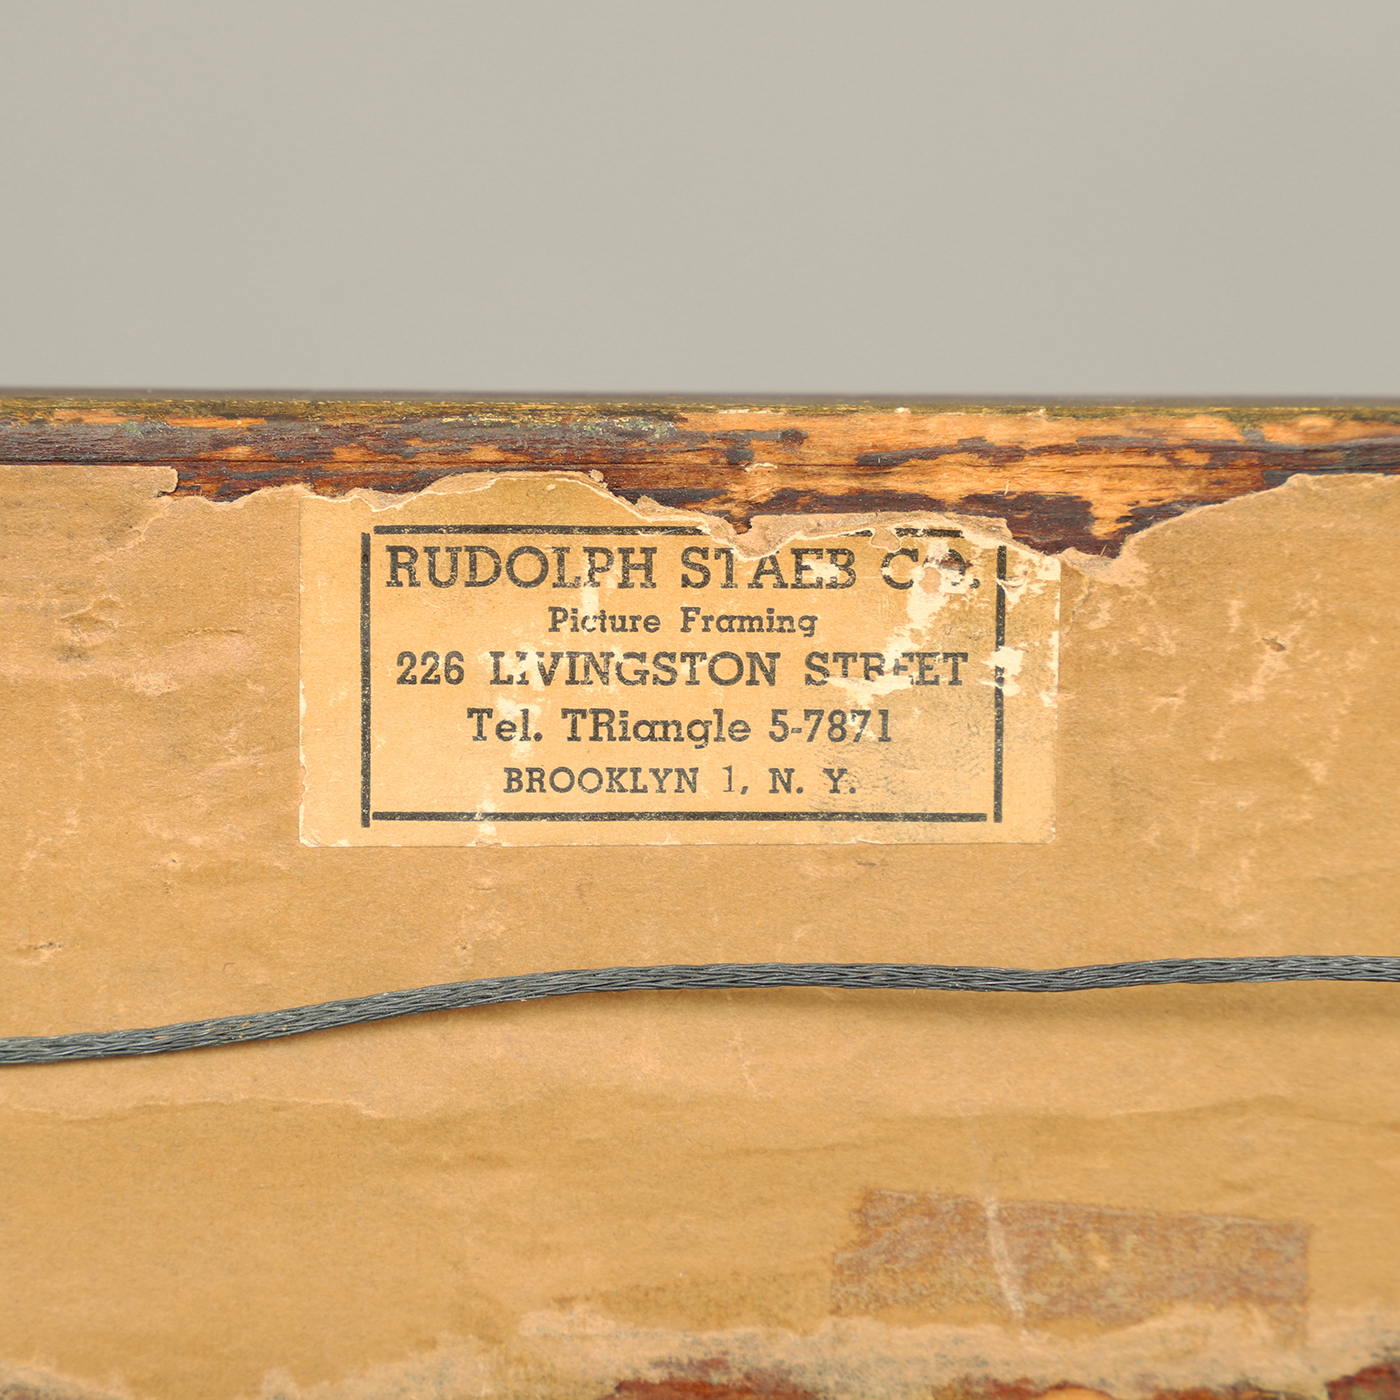 RUDOLPH STAEB CO.
Picture Framing
226 LIVINGSTON STREET
Tel. TRiangle 5-7871
BROOKLYN 1, N. Y.